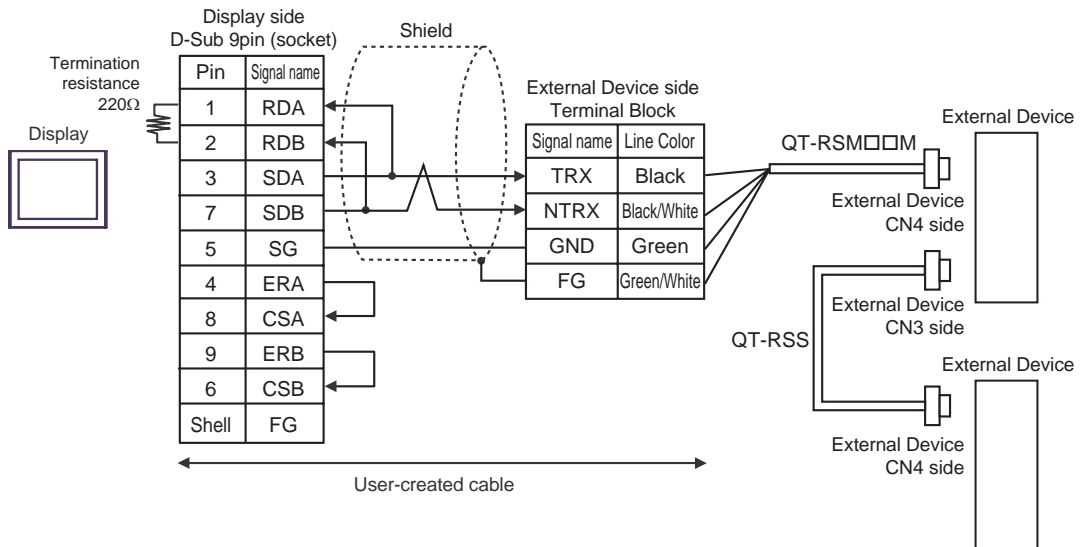 Display side
D-Sub 9pin (socket)
Shield
Termination
resistance
220Ω
Display
Pin Signal name
1 RDA
2 RDB
3 SDA
7 SDB
5 SG
4 ERA
8 CSA
9 ERB
6 CSB
Shell FG
External Device side
Terminal Block
Signal name Line Color
TRX Black
NTRX Black/White
GND Green
FG Green/White
User-created cable
QT-RSM□□M
External Device
External Device
CN4 side
External Device
CN3 side
QT-RSS
External Device
External Device
CN4 side